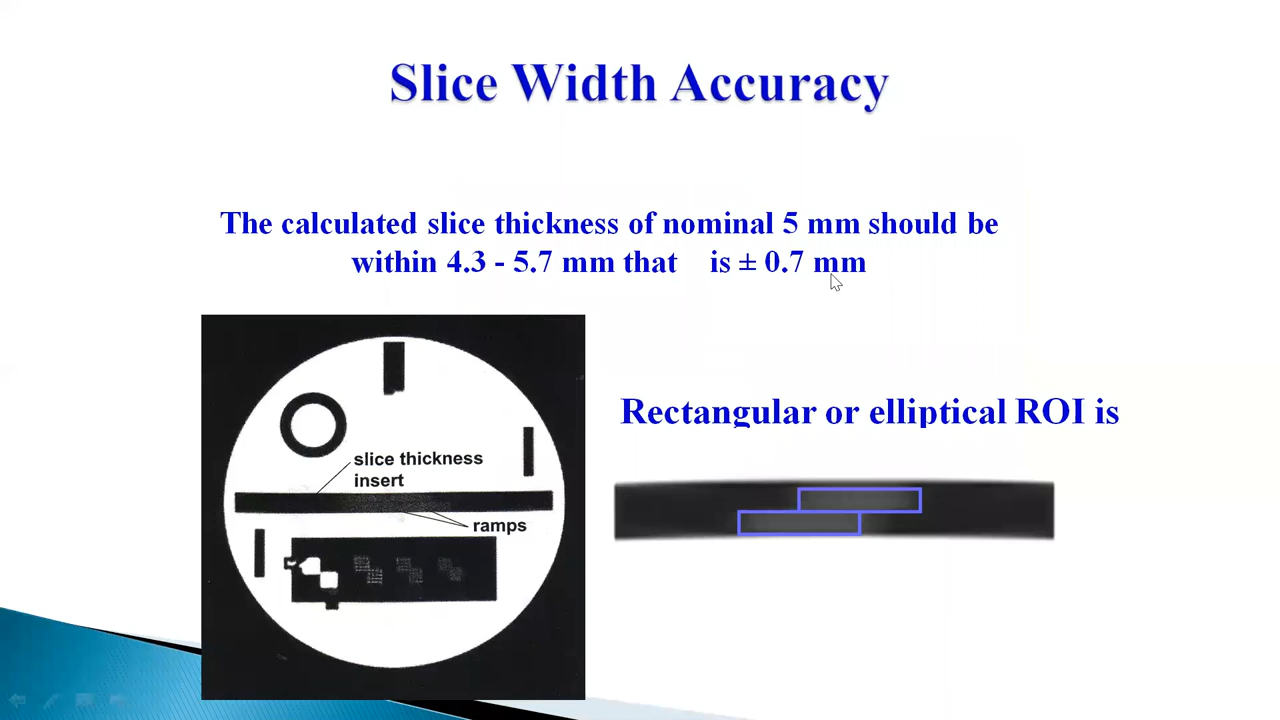 Slice Width Accuracy
The calculated slice thickness of nominal 5 mm should be
within 4.3 - 5.7 mm that is ± 0.7 mm
Rectangular or elliptical ROI is
slice thickness
insert
ramps